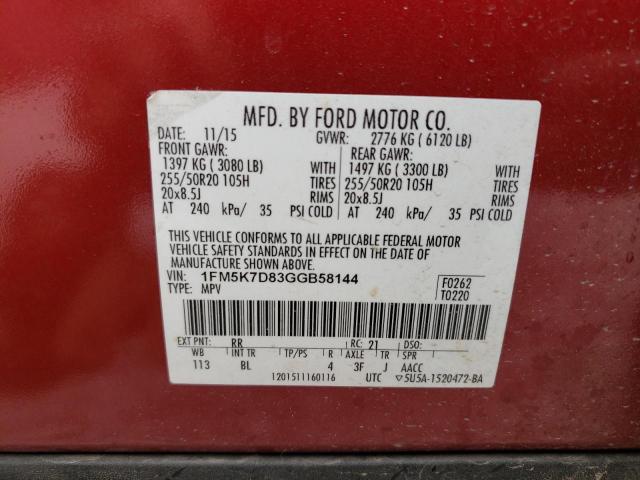 MFD. BY FORD MOTOR CO.
DATE: 11/15 GVWR: 2776 KG ( 6120 LB)
FRONT GAWR: REAR GAWR:
1397 KG ( 3080 LB) WITH 1497 KG ( 3300 LB) WITH
255/50R20 105H TIRES 255/50R20 105H TIRES
20x8.5J RIMS 20x8.5J RIMS
AT 240 kPa/ 35 PSI COLD AT 240 kPa/ 35 PSI COLD
THIS VEHICLE CONFORMS TO ALL APPLICABLE FEDERAL MOTOR
VEHICLE SAFETY STANDARDS IN EFFECT ON THE DATE OF
MANUFACTURE SHOWN ABOVE.
VIN: 1FM5K7D83GGB58144 F0262
TYPE: MPV T0220
EXT PNT: RR RC: 21 DSO:
WB INT TR TP/PS R AXLE TR SPR
113 BL 4 3F J AACC
1201511160116 UTC ▽5U5A-1520472-BA